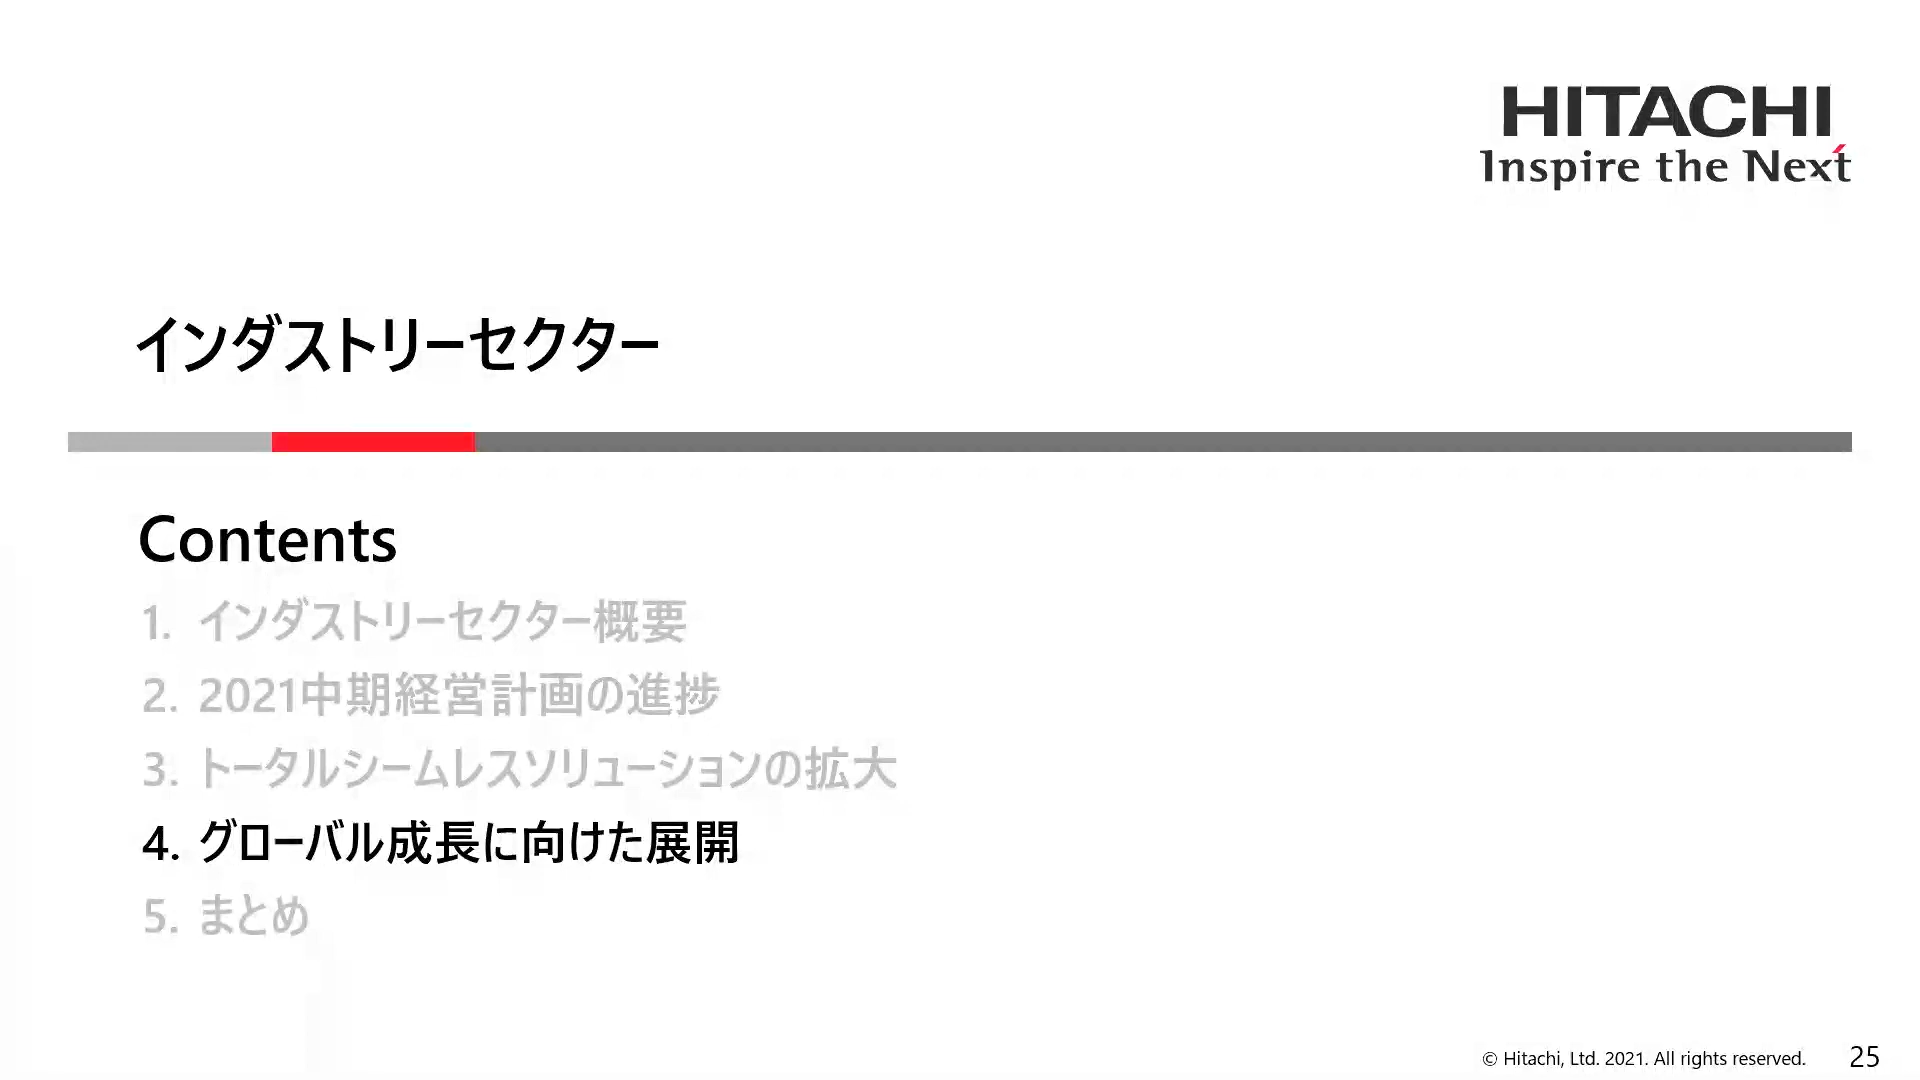 HITACHI
Inspire the Next
インダストリーセクター
Contents
1. インダストリーセクター概要
2. 2021中期経営計画の進捗
3. トータルシームレスソリューションの拡大
4. グローバル成長に向けた展開
5. まとめ
© Hitachi, Ltd. 2021. All rights reserved. 25